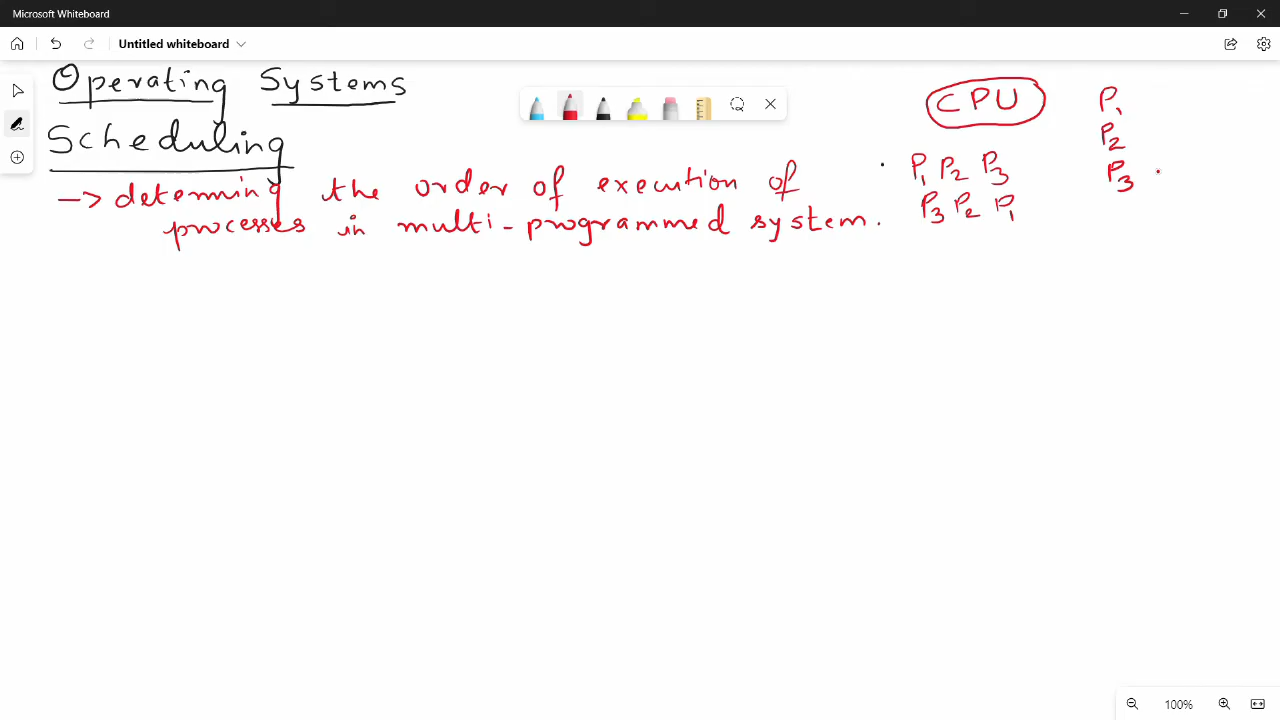 Microsoft Whiteboard
Untitled whiteboard
Operating Systems
Scheduling
→ determining the order of execution of
processes in multi-programmed system.
CPU
P1 P2 P3
P3 P2 P1
P1
P2
P3
100%